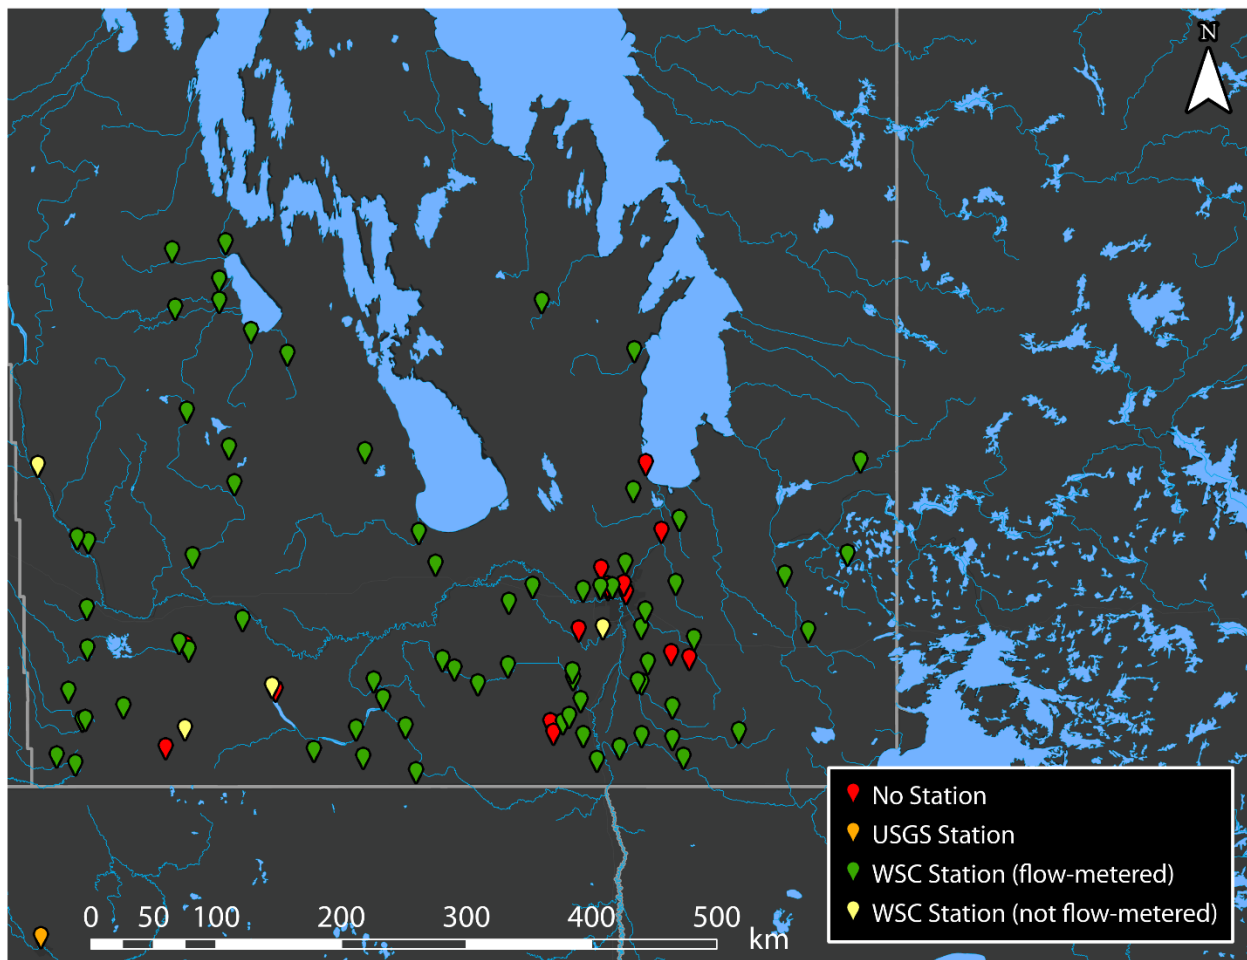 N
No Station
USGS Station
WSC Station (flow-metered)
WSC Station (not flow-metered)
0 50 100 200 300 400 500
km